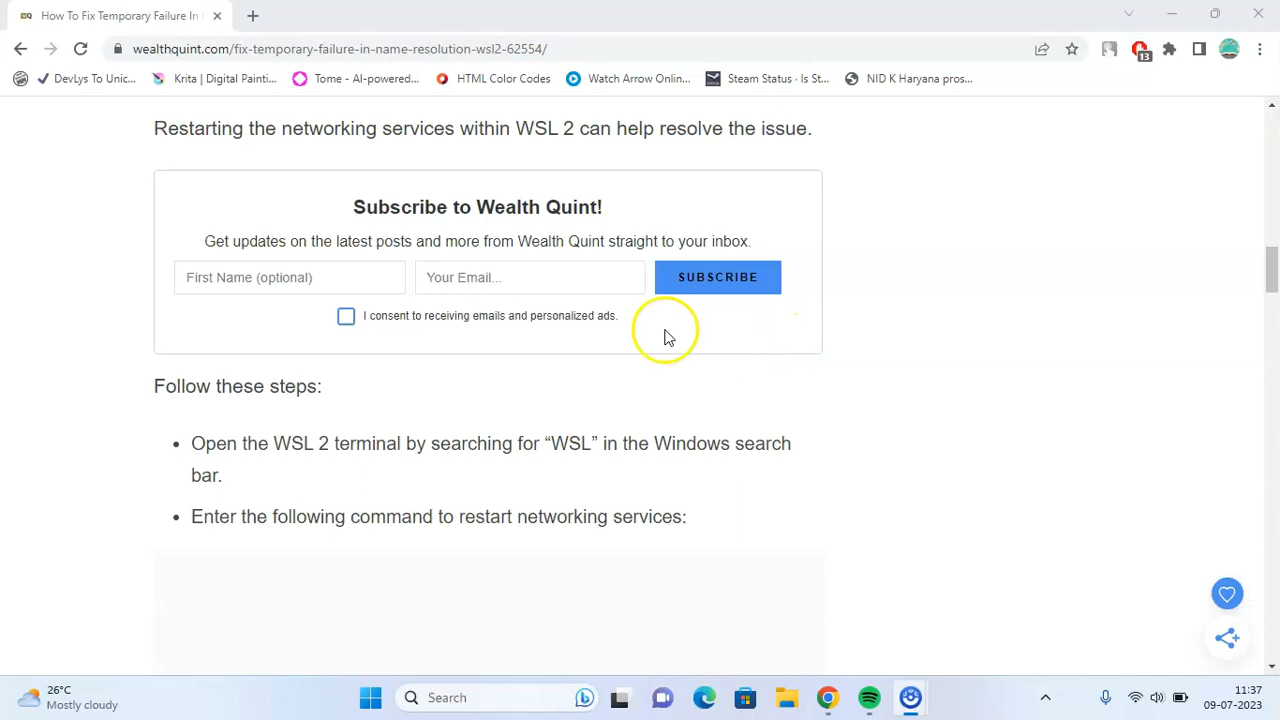 How To Fix Temporary Failure In
wealthquint.com/fix-temporary-failure-in-name-resolution-wsl2-62554/
13
DevLys To Unic...
Krita | Digital Painti...
Tome - AI-powered...
HTML Color Codes
Watch Arrow Onlin...
Steam Status · Is St...
NID K Haryana pros...
Restarting the networking services within WSL 2 can help resolve the issue.
Subscribe to Wealth Quint!
Get updates on the latest posts and more from Wealth Quint straight to your inbox.
First Name (optional)
Your Email...
SUBSCRIBE
I consent to receiving emails and personalized ads.
Follow these steps:
• Open the WSL 2 terminal by searching for “WSL” in the Windows search
bar.
• Enter the following command to restart networking services:
26°C
Mostly cloudy
Search
11:37
09-07-2023